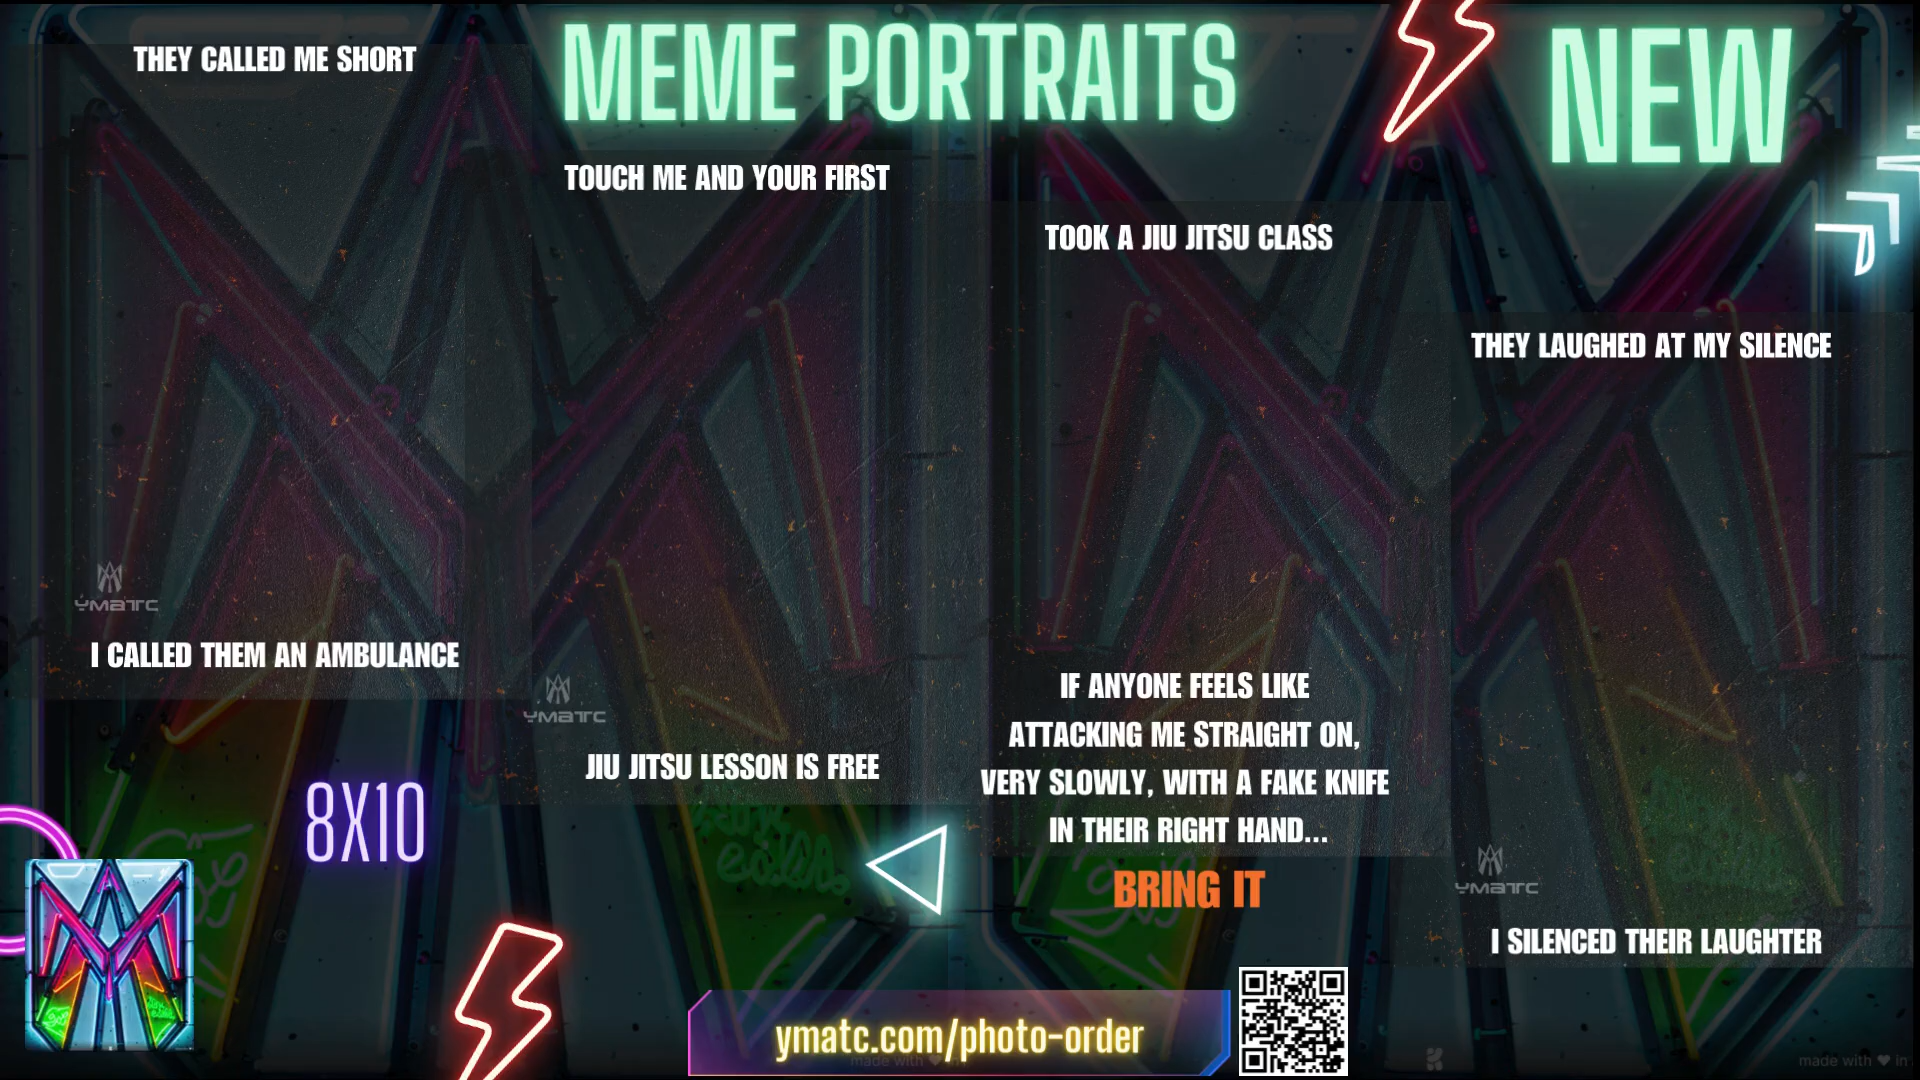 MEME PORTRAITS
NEW
THEY CALLED ME SHORT
YMATC
I CALLED THEM AN AMBULANCE
TOUCH ME AND YOUR FIRST
YMATC
JIU JITSU LESSON IS FREE
TOOK A JIU JITSU CLASS
IF ANYONE FEELS LIKE
ATTACKING ME STRAIGHT ON,
VERY SLOWLY, WITH A FAKE KNIFE
IN THEIR RIGHT HAND...
BRING IT
THEY LAUGHED AT MY SILENCE
YMATC
I SILENCED THEIR LAUGHTER
8X10
ymatc.com/photo-order
made with
made with ♥ in